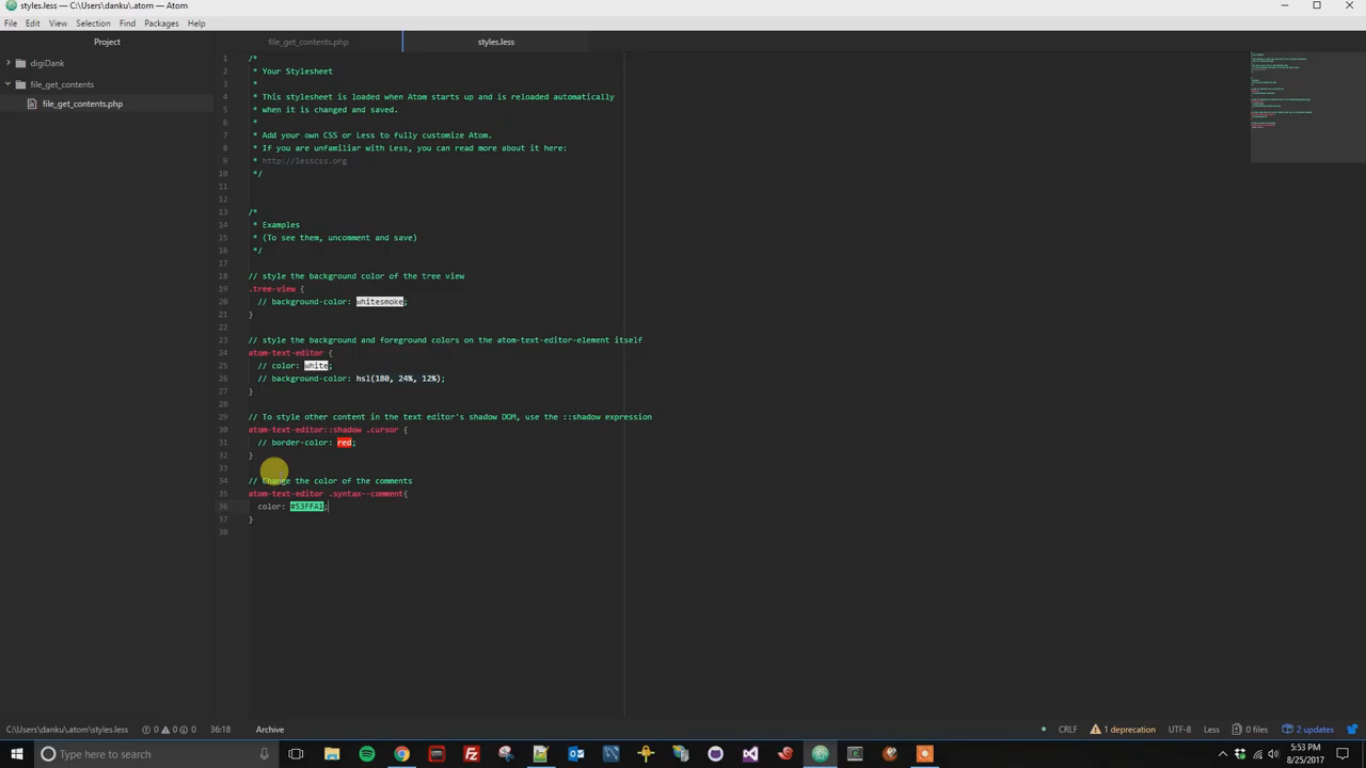 styles.less — C:\Users\danku\.atom — Atom
File Edit View Selection Find Packages Help
Project
file_get_contents.php
styles.less
digiDank
file_get_contents
file_get_contents.php
1 /*
2 * Your Stylesheet
3 *
4 * This stylesheet is loaded when Atom starts up and is reloaded automatically
5 * when it is changed and saved.
6 *
7 * Add your own CSS or Less to fully customize Atom.
8 * If you are unfamiliar with Less, you can read more about it here:
9 * http://lesscss.org
10 */
11
12
13 /*
14 * Examples
15 * (To see them, uncomment and save)
16 */
17
18 // style the background color of the tree view
19 .tree-view {
20 // background-color: whitesmoke;
21 }
22
23 // style the background and foreground colors on the atom-text-editor-element itself
24 atom-text-editor {
25 // color: white;
26 // background-color: hsl(180, 24%, 12%);
27 }
28
29 // To style other content in the text editor's shadow DOM, use the ::shadow expression
30 atom-text-editor::shadow .cursor {
31 // border-color: red;
32 }
33
34 // Change the color of the comments
35 atom-text-editor .syntax--comment{
36 color: #53FFA1;
37 }
38
C:\Users\danku\.atom\styles.less 0 0 0 36:18 Archive CRLF 1 deprecation UTF-8 Less 0 files 2 updates
Type here to search
5:53 PM
8/25/2017